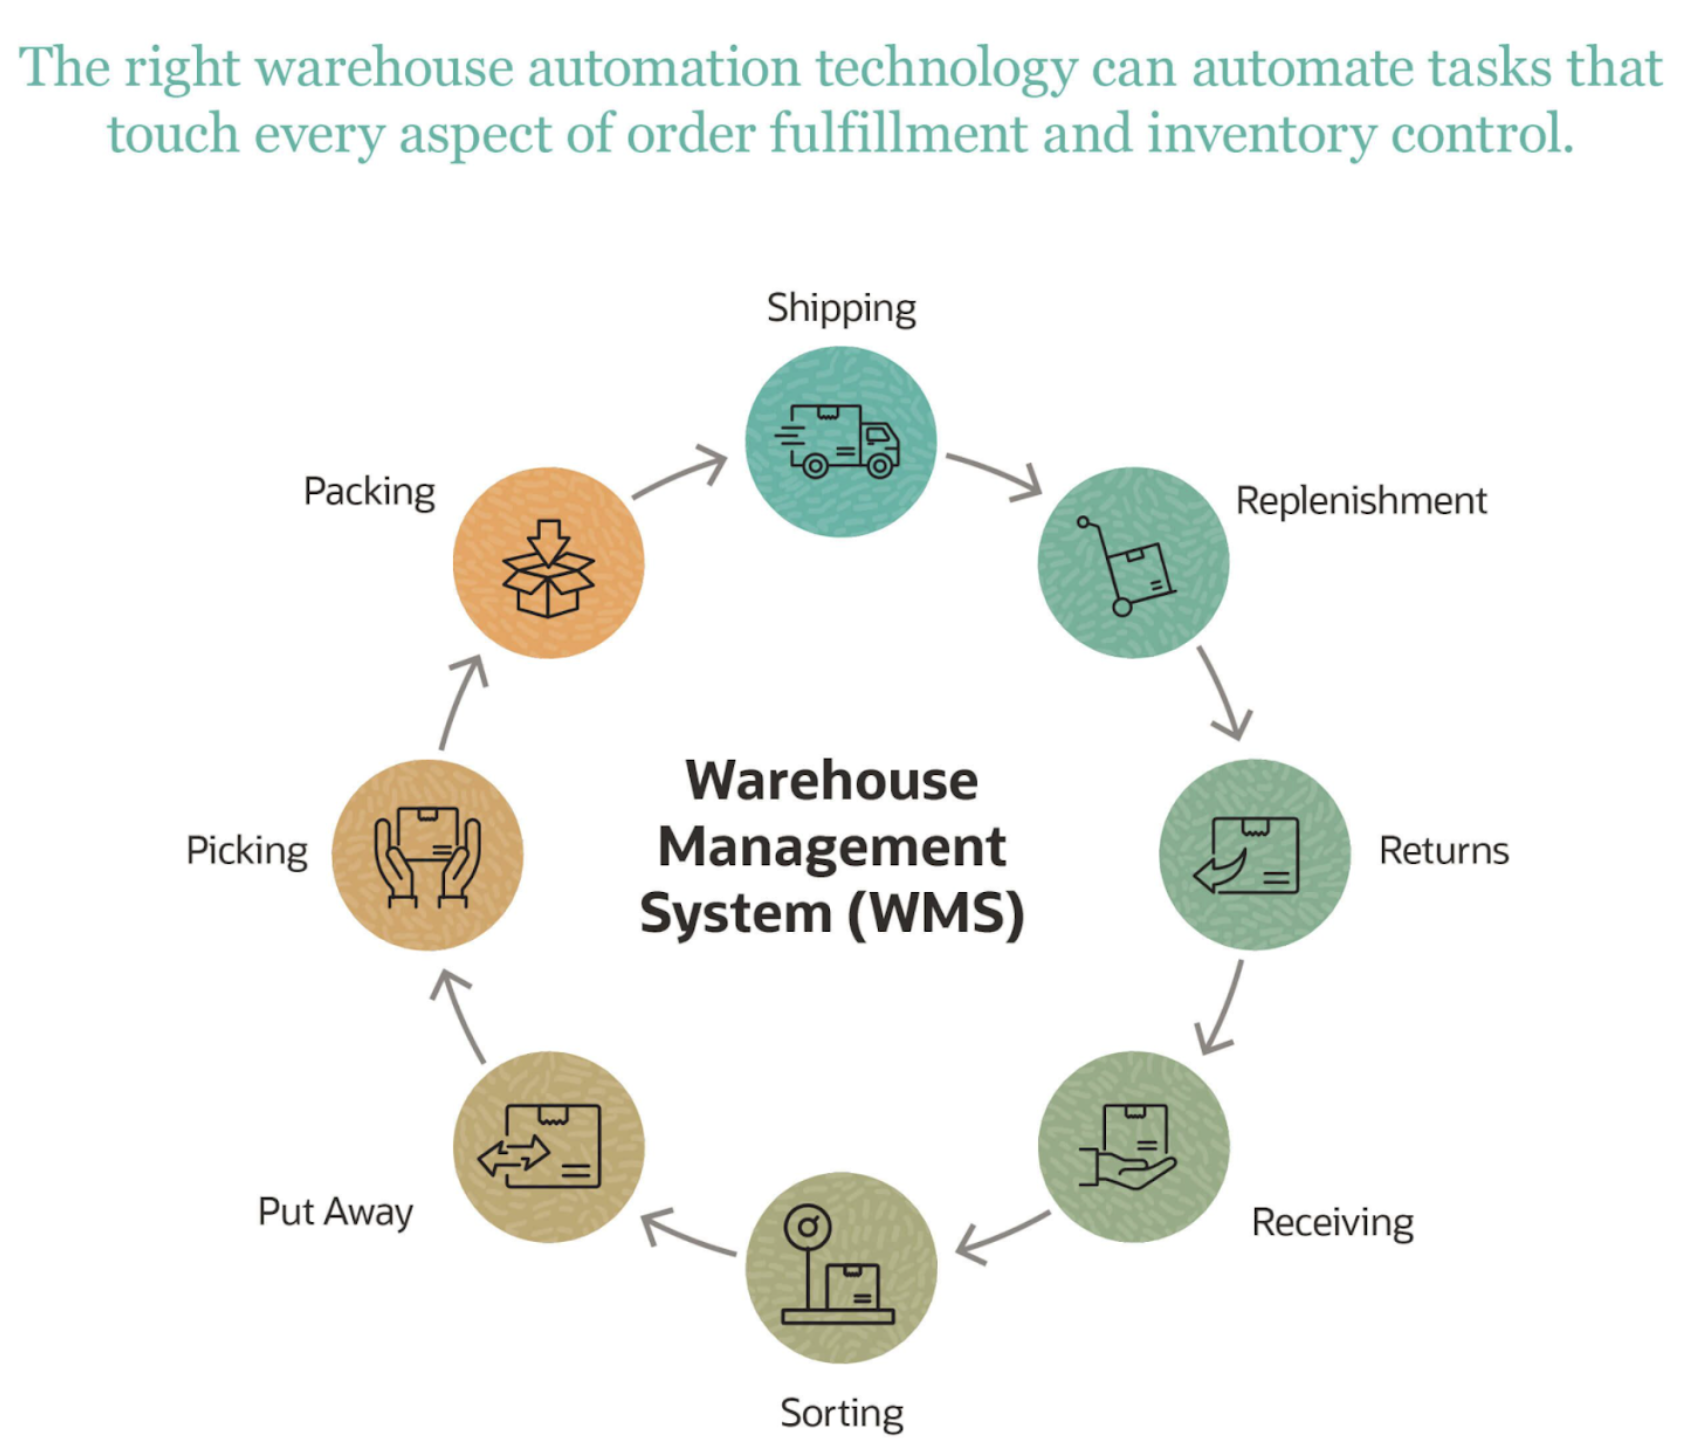 The right warehouse automation technology can automate tasks that
touch every aspect of order fulfillment and inventory control.
Shipping
Replenishment
Returns
Receiving
Sorting
Put Away
Picking
Packing
Warehouse
Management
System (WMS)